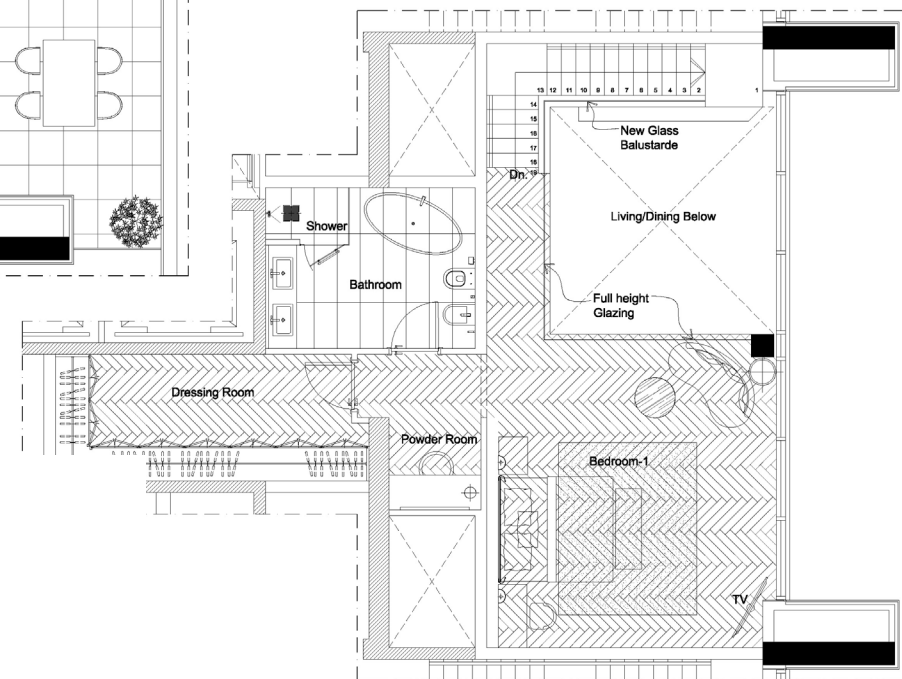 13 12 11 10 9 8 7 6 5 4 3 2 1
14
15
New Glass
Balustarde
16
17
18
Dn. 19
Living/Dining Below
Shower
Bathroom
Full height
Glazing
Dressing Room
Powder Room
Bedroom-1
TV